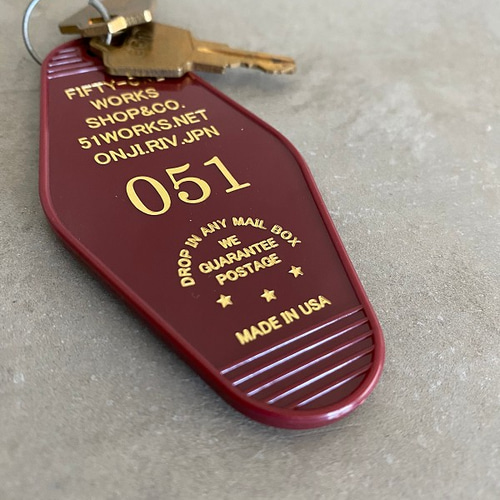 WORKS
SHOP&CO.
51WORKS.NET
ONJI.RIV.JPN
051
DROP IN ANY MAIL BOX
WE
GUARANTEE
POSTAGE
MADE IN USA